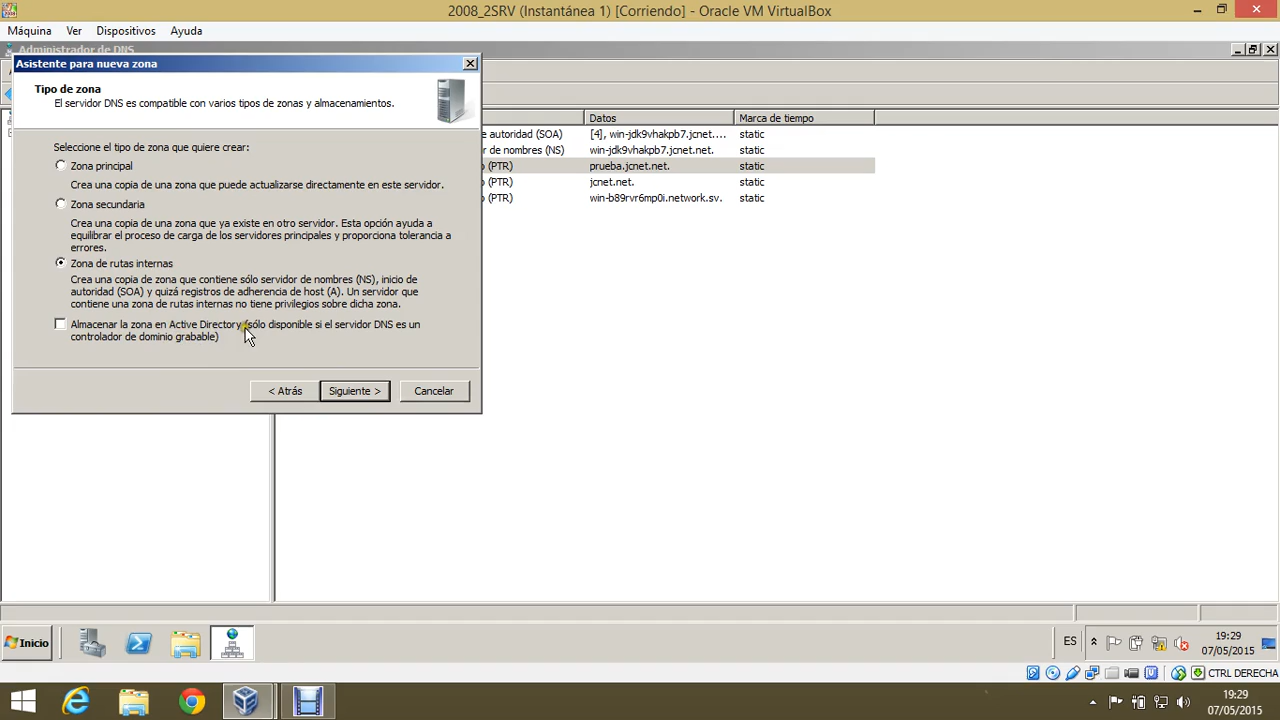 2008_2SRV (Instantánea 1) [Corriendo] - Oracle VM VirtualBox
Máquina Ver Dispositivos Ayuda
Administrador de DNS
Asistente para nueva zona
Tipo de zona
El servidor DNS es compatible con varios tipos de zonas y almacenamientos.
Seleccione el tipo de zona que quiere crear:
Zona principal
Crea una copia de una zona que puede actualizarse directamente en este servidor.
Zona secundaria
Crea una copia de una zona que ya existe en otro servidor. Esta opción ayuda a
equilibrar el proceso de carga de los servidores principales y proporciona tolerancia a
errores.
Zona de rutas internas
Crea una copia de zona que contiene sólo servidor de nombres (NS), inicio de
autoridad (SOA) y quizá registros de adherencia de host (A). Un servidor que
contiene una zona de rutas internas no tiene privilegios sobre dicha zona.
Almacenar la zona en Active Directory (sólo disponible si el servidor DNS es un
controlador de dominio grabable)
< Atrás Siguiente > Cancelar
Datos Marca de tiempo
e autoridad (SOA) [4], win-jdk9vhakpb7.jcnet.... static
r de nombres (NS) win-jdk9vhakpb7.jcnet.net. static
(PTR) prueba.jcnet.net. static
(PTR) jcnet.net. static
(PTR) win-b89rvr6mp0i.network.sv. static
Inicio
ES
19:29
07/05/2015
CTRL DERECHA
19:29
07/05/2015